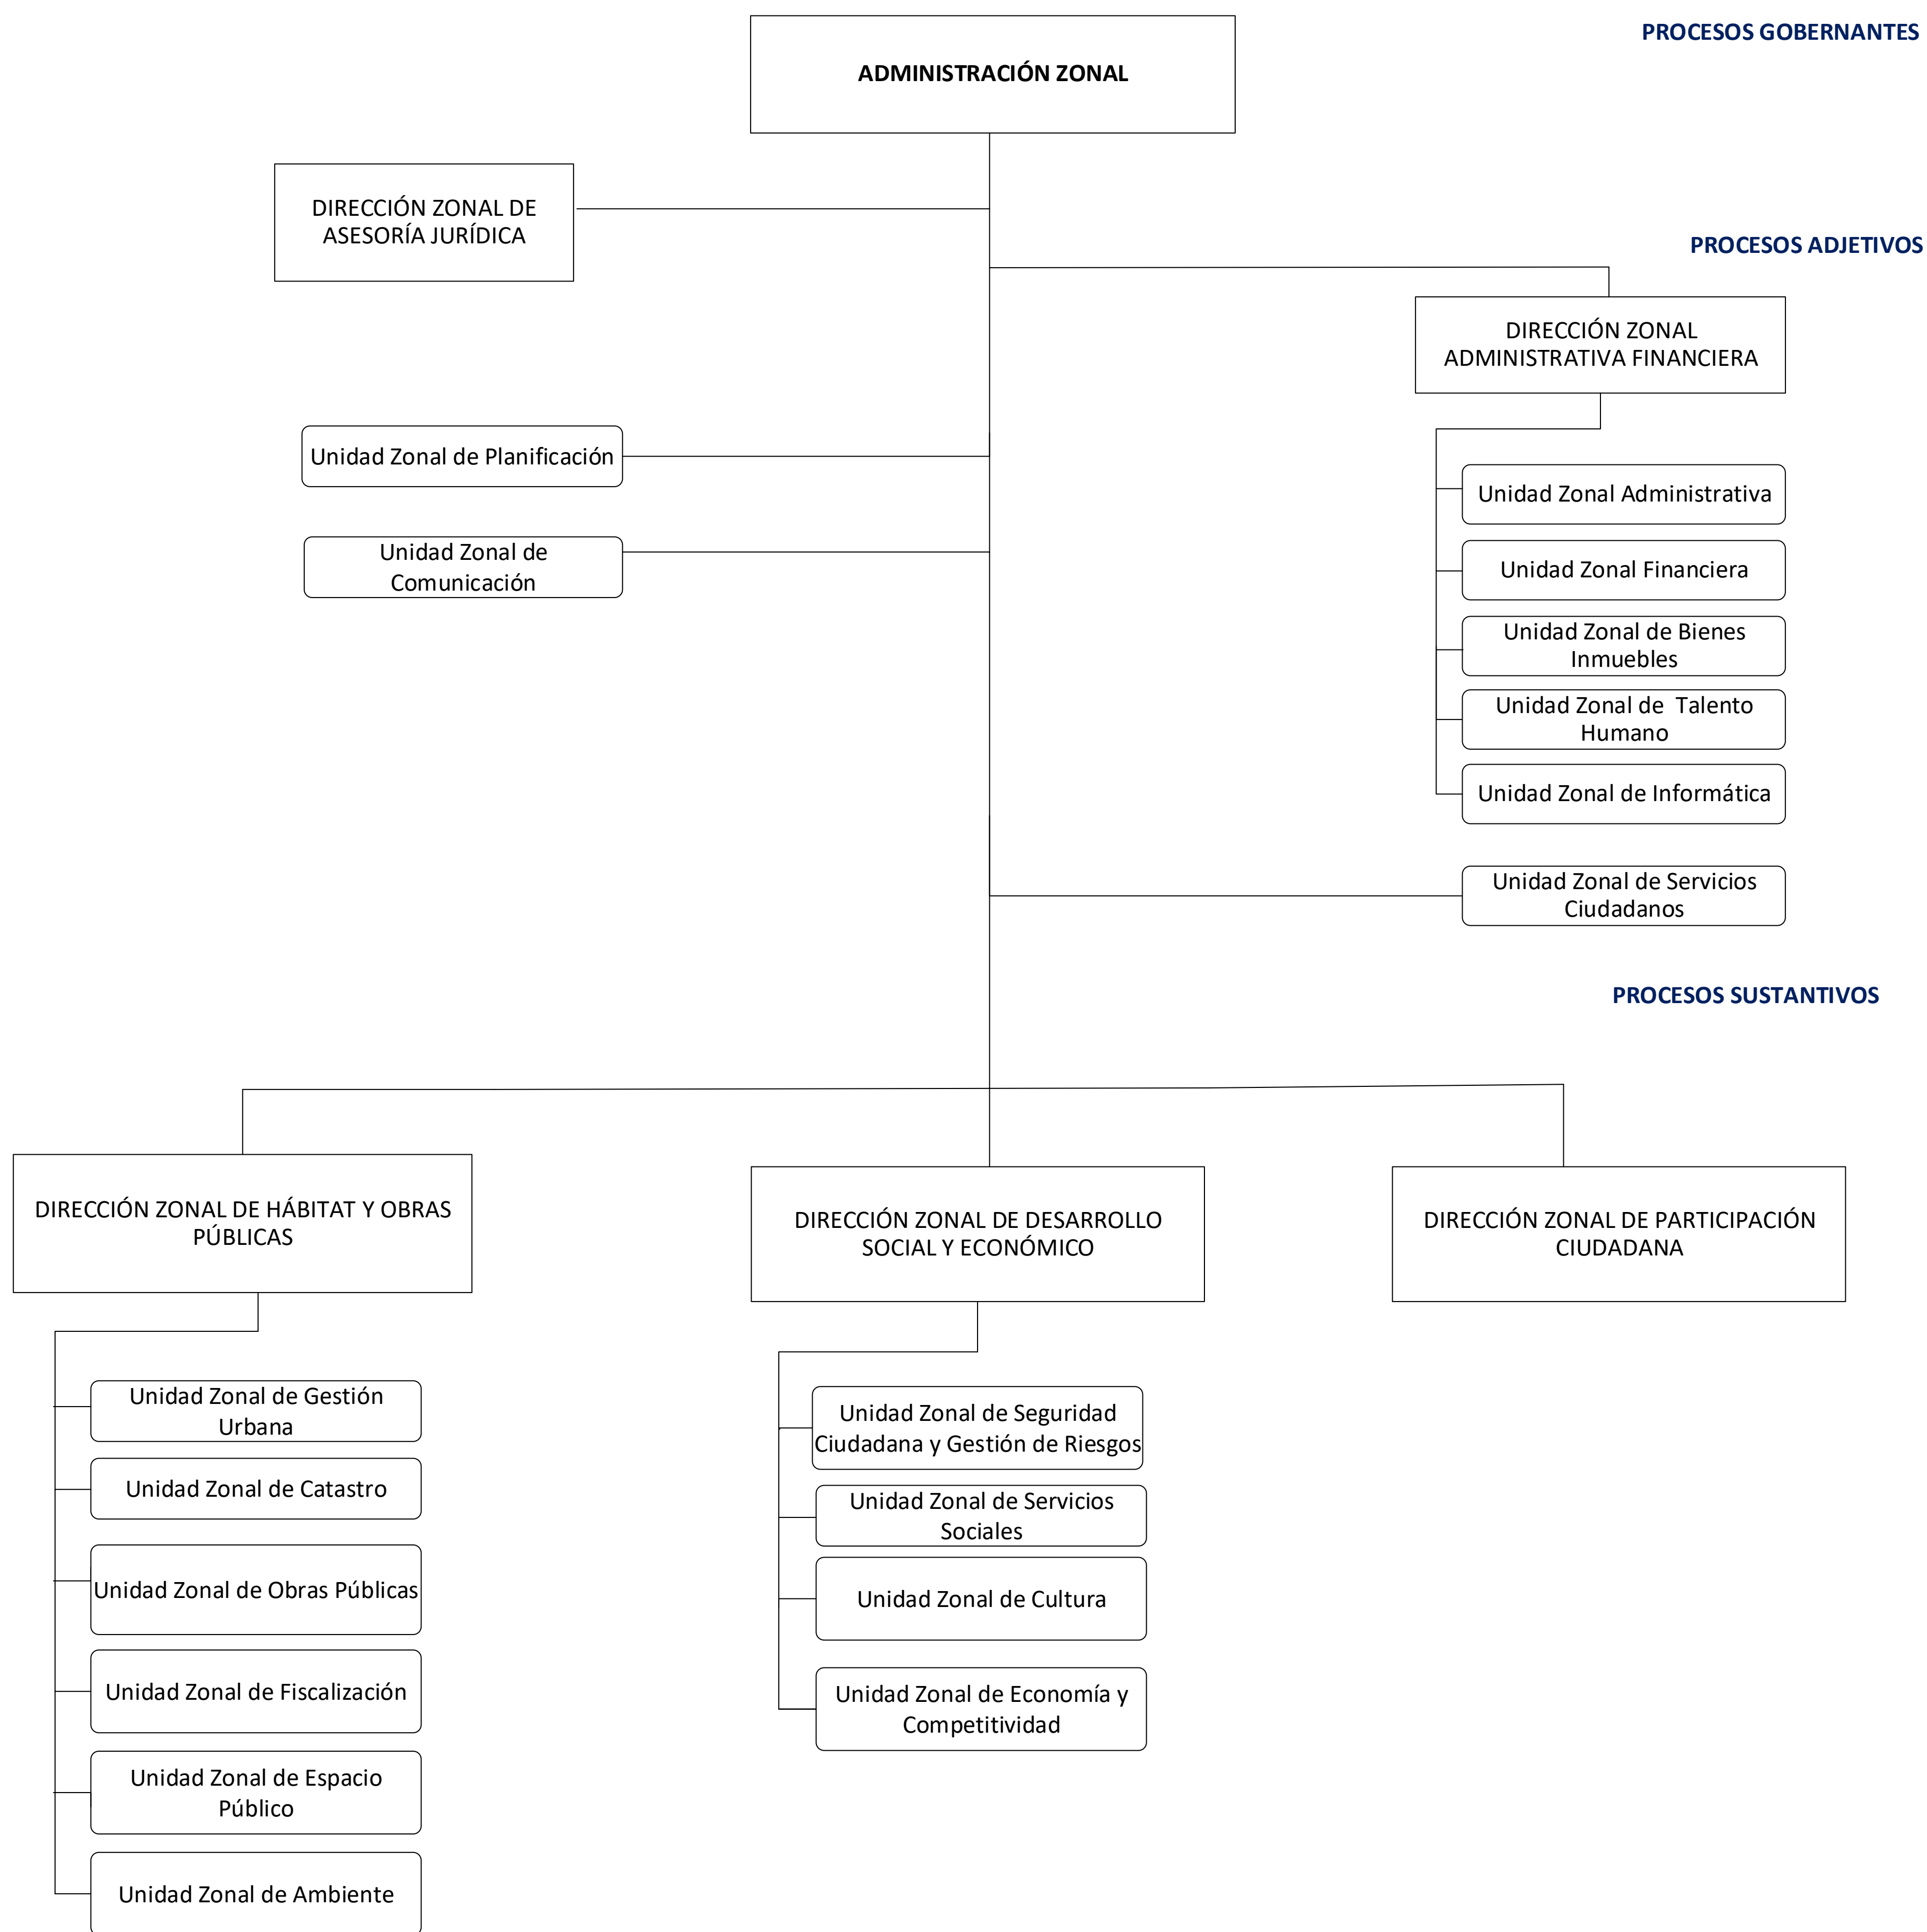 PROCESOS GOBERNANTES
ADMINISTRACIÓN ZONAL
DIRECCIÓN ZONAL DE
ASESORÍA JURÍDICA
PROCESOS ADJETIVOS
DIRECCIÓN ZONAL
ADMINISTRATIVA FINANCIERA
Unidad Zonal de Planificación
Unidad Zonal de
Comunicación
Unidad Zonal Administrativa
Unidad Zonal Financiera
Unidad Zonal de Bienes
Inmuebles
Unidad Zonal de  Talento
Humano
Unidad Zonal de Informática
Unidad Zonal de Servicios
Ciudadanos
PROCESOS SUSTANTIVOS
DIRECCIÓN ZONAL DE HÁBITAT Y OBRAS
PÚBLICAS
DIRECCIÓN ZONAL DE DESARROLLO
SOCIAL Y ECONÓMICO
DIRECCIÓN ZONAL DE PARTICIPACIÓN
CIUDADANA
Unidad Zonal de Gestión
Urbana
Unidad Zonal de Catastro
Unidad Zonal de Obras Públicas
Unidad Zonal de Fiscalización
Unidad Zonal de Espacio
Público
Unidad Zonal de Ambiente
Unidad Zonal de Seguridad
Ciudadana y Gestión de Riesgos
Unidad Zonal de Servicios
Sociales
Unidad Zonal de Cultura
Unidad Zonal de Economía y
Competitividad